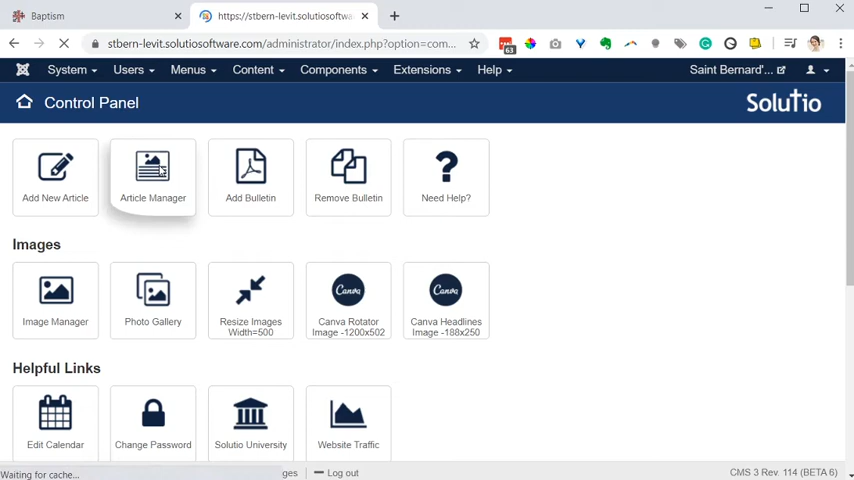 Baptism
https://stbern-levit.solutiosoftwa
stbern-levit.solutiosoftware.com/administrator/index.php?option=com...
63
System Users Menus Content Components Extensions Help Saint Bernard'...
Control Panel
Solutio
Add New Article
Article Manager
Add Bulletin
Remove Bulletin
Need Help?
Images
Image Manager
Photo Gallery
Resize Images
Width=500
Canva
Canva Rotator
Image -1200x502
Canva
Canva Headlines
Image -188x250
Helpful Links
Edit Calendar
Change Password
Solutio University
Website Traffic
Waiting for cache...
ges
Log out
CMS 3 Rev. 114 (BETA 6)